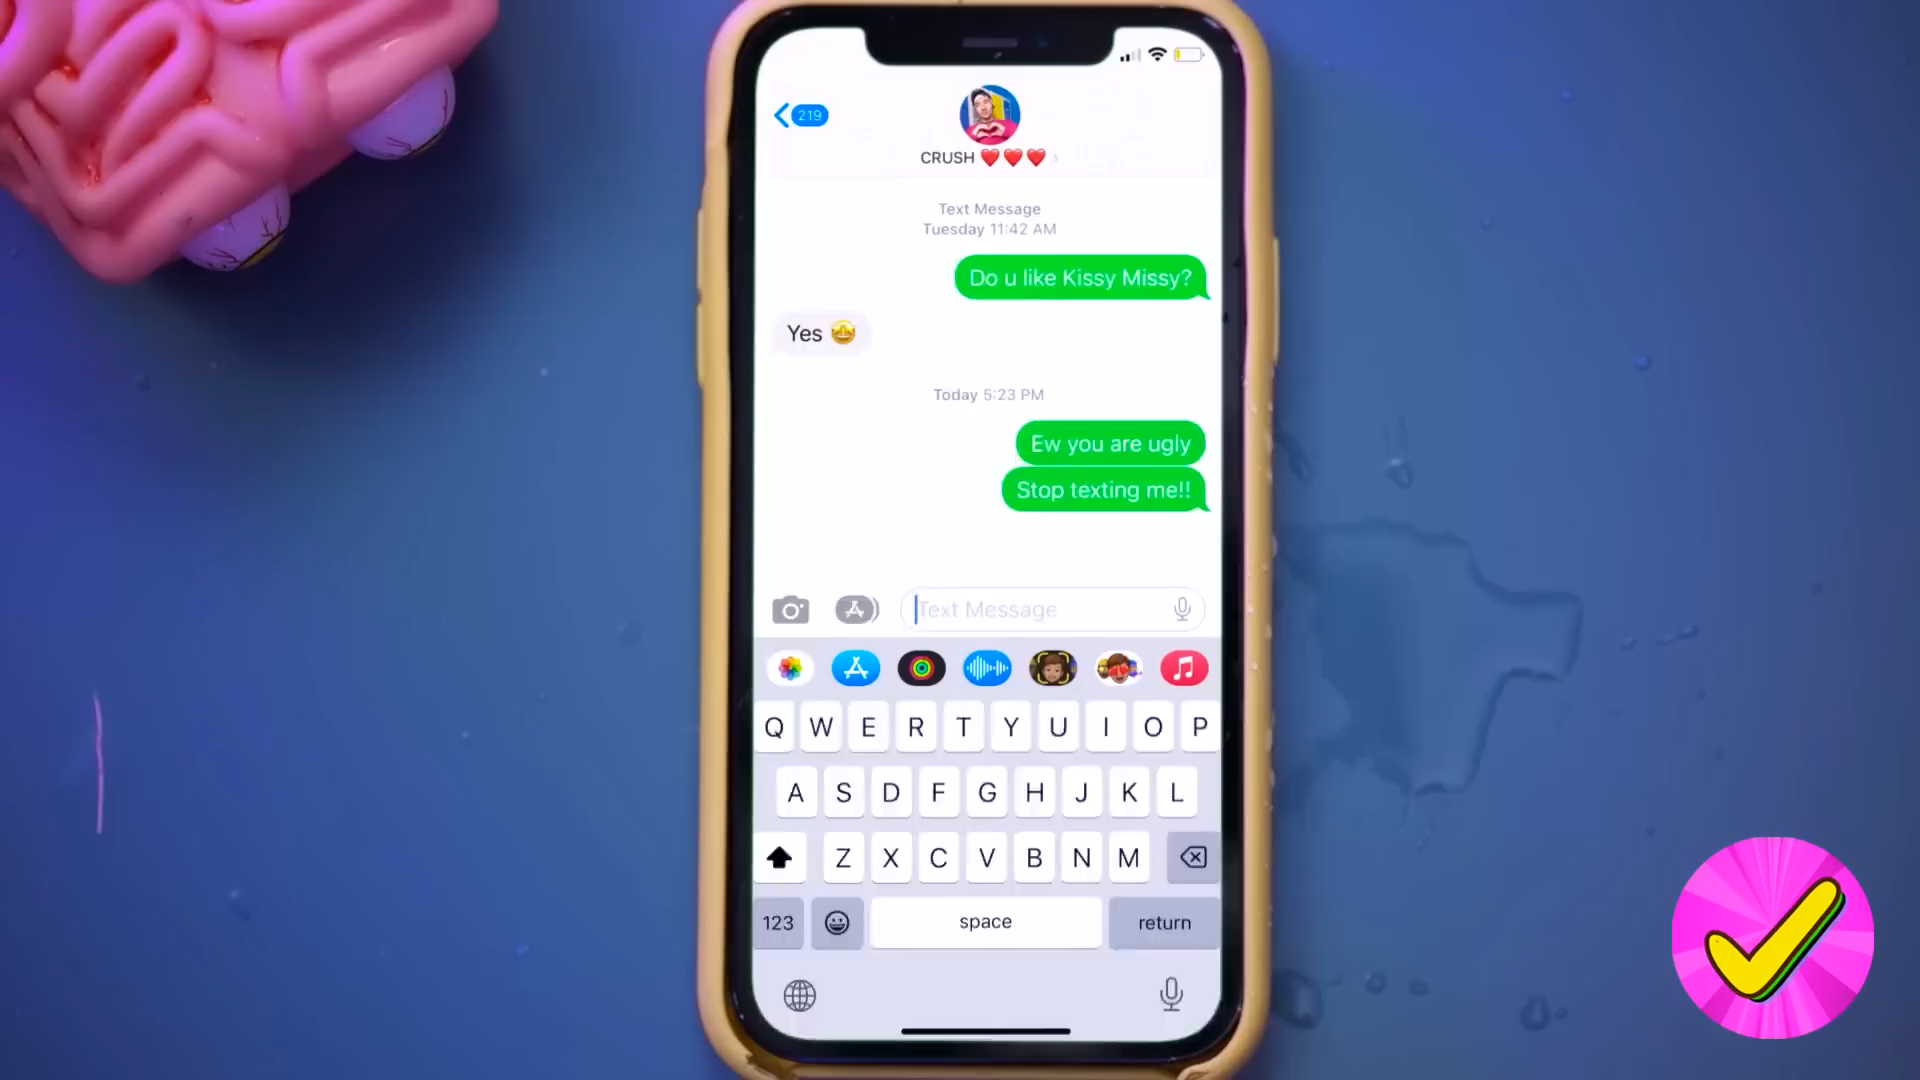 219
CRUSH ❤️❤️❤️
Text Message
Tuesday 11:42 AM
Do u like Kissy Missy?
Yes 🤩
Today 5:23 PM
Ew you are ugly
Stop texting me!!
Text Message
Q W E R T Y U I O P
A S D F G H J K L
Z X C V B N M
123 space return